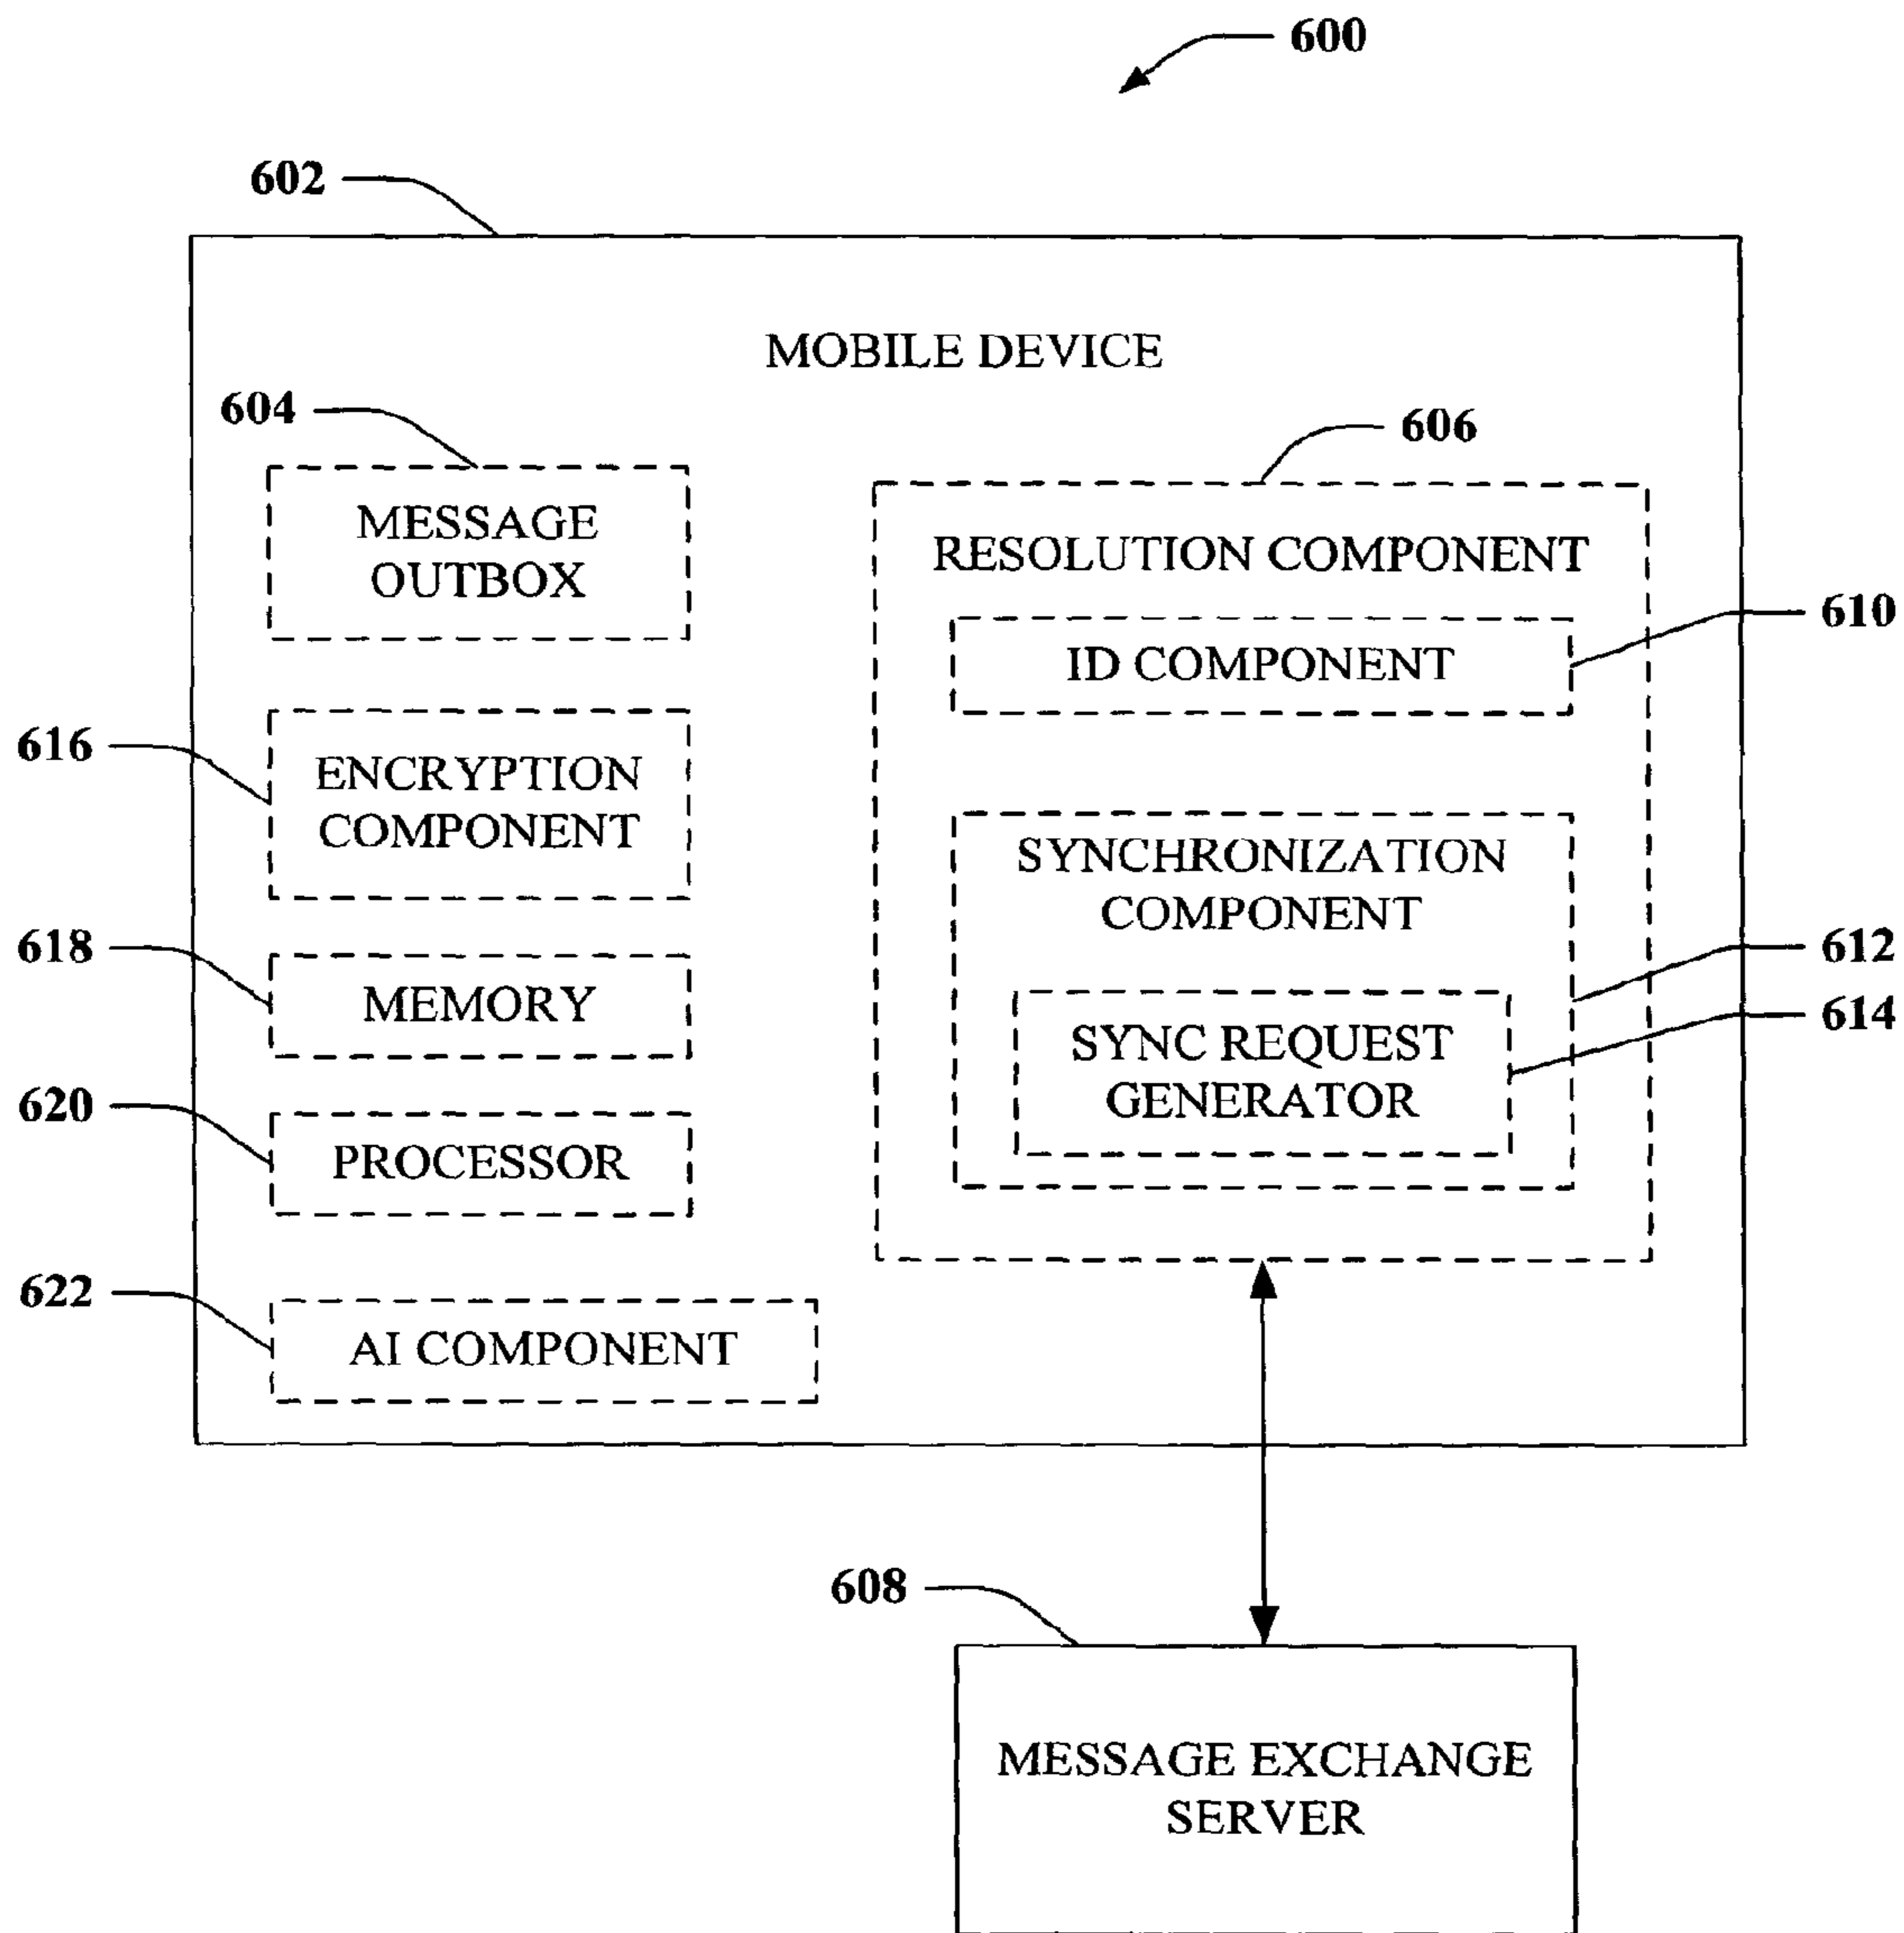 600
602
MOBILE DEVICE
604
606
MESSAGE
OUTBOX
RESOLUTION COMPONENT
610
ID COMPONENT
616
ENCRYPTION
COMPONENT
SYNCHRONIZATION
COMPONENT
612
618
MEMORY
614
SYNC REQUEST
GENERATOR
620
PROCESSOR
622
AI COMPONENT
608
MESSAGE EXCHANGE
SERVER